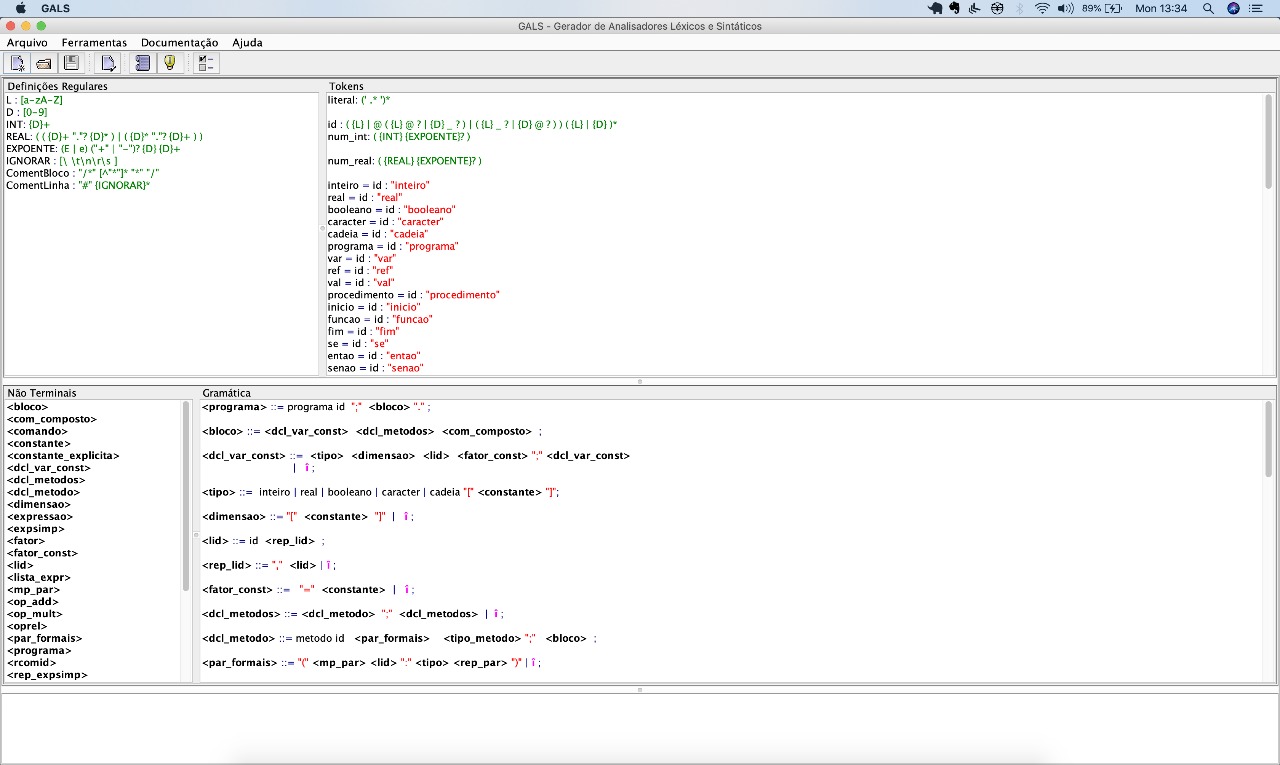 GALS
89%
Mon 13:34
GALS - Gerador de Analisadores Léxicos e Sintáticos
Arquivo Ferramentas Documentação Ajuda
Definições Regulares
L : [a-zA-Z]
D : [0-9]
INT: {D}+
REAL: ( ( {D}+ "."? {D}* ) | ( {D}* "."? {D}+ ) )
EXPOENTE: (E | e) ("+" | "-")? {D} {D}+
IGNORAR : [\ \t\n\r\s ]
ComentBloco : "/*" [^"*"]* "*" "/"
ComentLinha : "#" {IGNORAR}*
Tokens
literal: (' .* ')*
id : ( {L} | @ ( {L} @ ? | {D} _ ? ) | ( {L} _ ? | {D} @ ? ) ) ( {L} | {D} )*
num_int: ( {INT} {EXPOENTE}? )
num_real: ( {REAL} {EXPOENTE}? )
inteiro = id : "inteiro"
real = id : "real"
booleano = id : "booleano"
caracter = id : "caracter"
cadeia = id : "cadeia"
programa = id : "programa"
var = id : "var"
ref = id : "ref"
val = id : "val"
procedimento = id : "procedimento"
inicio = id : "inicio"
funcao = id : "funcao"
fim = id : "fim"
se = id : "se"
entao = id : "entao"
senao = id : "senao"
Não Terminais
<bloco>
<com_composto>
<comando>
<constante>
<constante_explicita>
<dcl_var_const>
<dcl_metodos>
<dcl_metodo>
<dimensao>
<expressao>
<expsimp>
<fator>
<fator_const>
<lid>
<lista_expr>
<mp_par>
<op_add>
<op_mult>
<oprel>
<par_formais>
<programa>
<rcomid>
<rep_expsimp>
Gramática
<programa> ::= programa id ";" <bloco> "." ;
<bloco> ::= <dcl_var_const> <dcl_metodos> <com_composto> ;
<dcl_var_const> ::= <tipo> <dimensao> <lid> <fator_const> ";" <dcl_var_const>
| î ;
<tipo> ::= inteiro | real | booleano | caracter | cadeia "[" <constante> "]";
<dimensao> ::= "[" <constante> "]" | î ;
<lid> ::= id <rep_lid> ;
<rep_lid> ::= "," <lid> | î ;
<fator_const> ::= "=" <constante> | î ;
<dcl_metodos> ::= <dcl_metodo> ";" <dcl_metodos> | î ;
<dcl_metodo> ::= metodo id <par_formais> <tipo_metodo> ";" <bloco> ;
<par_formais> ::= "(" <mp_par> <lid> ":" <tipo> <rep_par> ")" | î ;